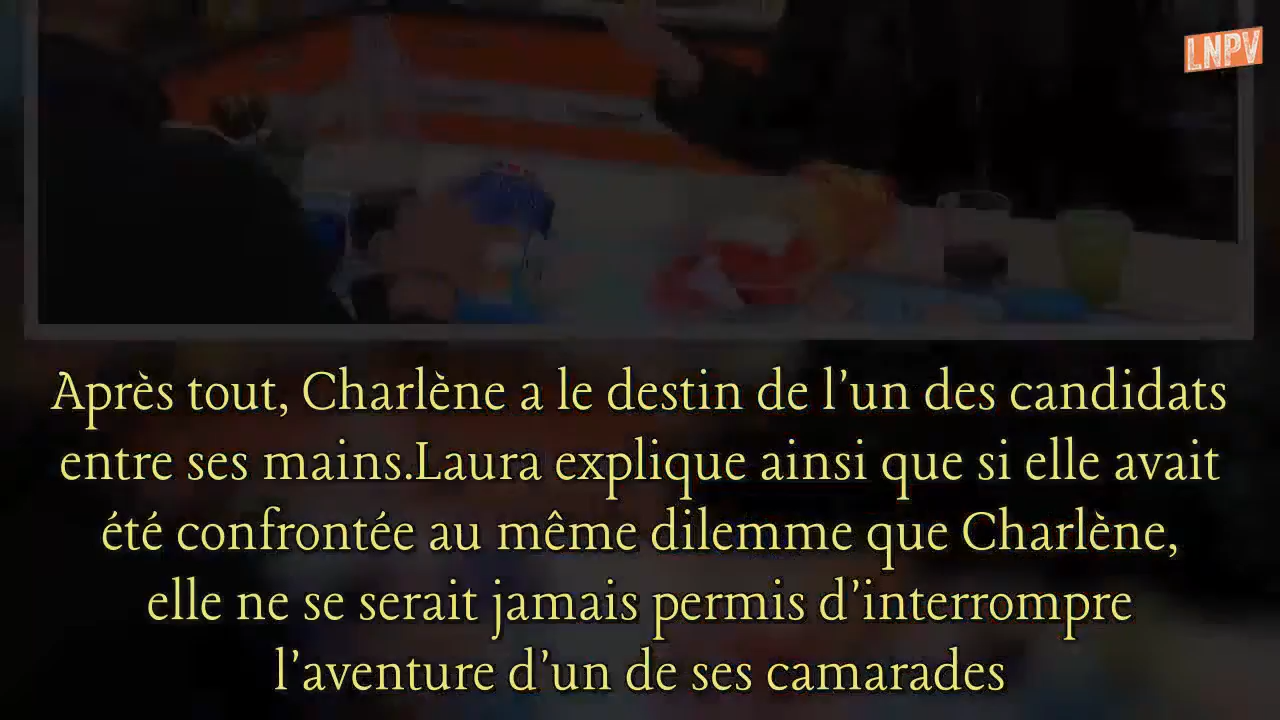 LNPV
Après tout, Charlène a le destin de l'un des candidats
entre ses mains.Laura explique ainsi que si elle avait
été confrontée au même dilemme que Charlène,
elle ne se serait jamais permis d'interrompre
l'aventure d'un de ses camarades